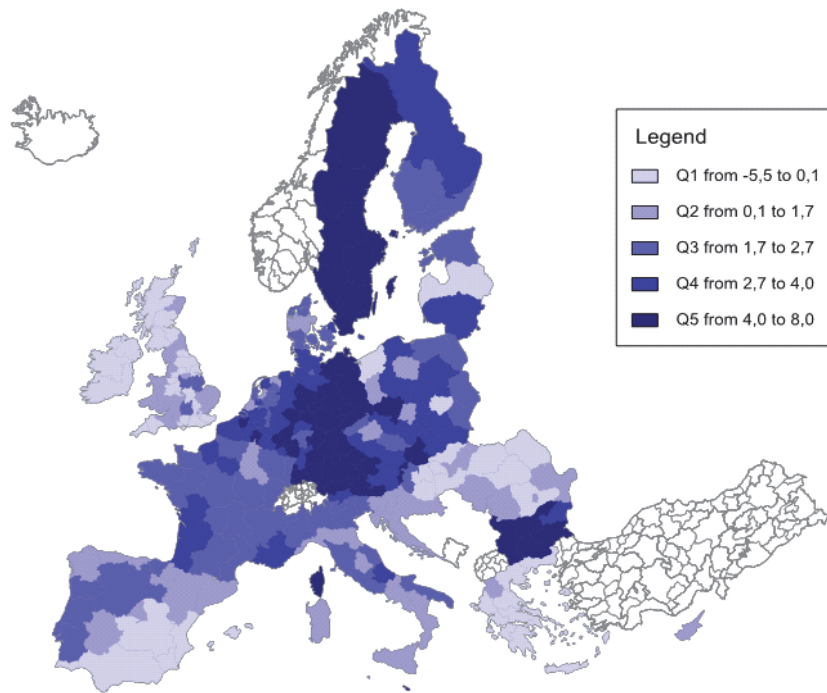 Legend
Q1 from -5,5 to 0,1
Q2 from 0,1 to 1,7
Q3 from 1,7 to 2,7
Q4 from 2,7 to 4,0
Q5 from 4,0 to 8,0